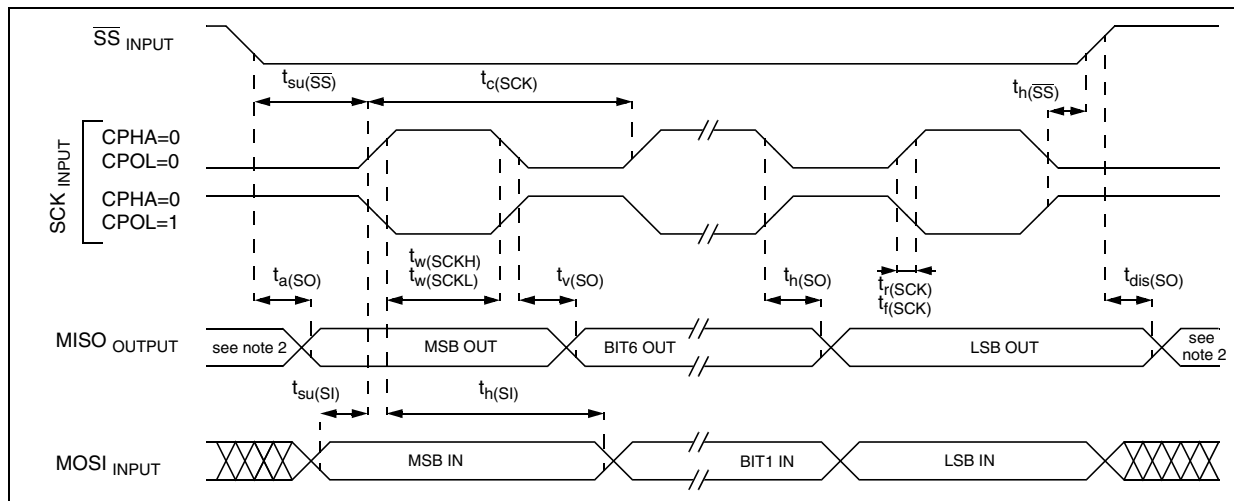 SS INPUT
tsu(SS)
tc(SCK)
th(SS)
SCK INPUT
CPHA=0
CPOL=0
CPHA=0
CPOL=1
ta(SO)
tw(SCKH)
tw(SCKL)
tv(SO)
th(SO)
tr(SCK)
tf(SCK)
tdis(SO)
MISO OUTPUT
see note 2
MSB OUT
BIT6 OUT
LSB OUT
see
note 2
tsu(SI)
th(SI)
MOSI INPUT
MSB IN
BIT1 IN
LSB IN